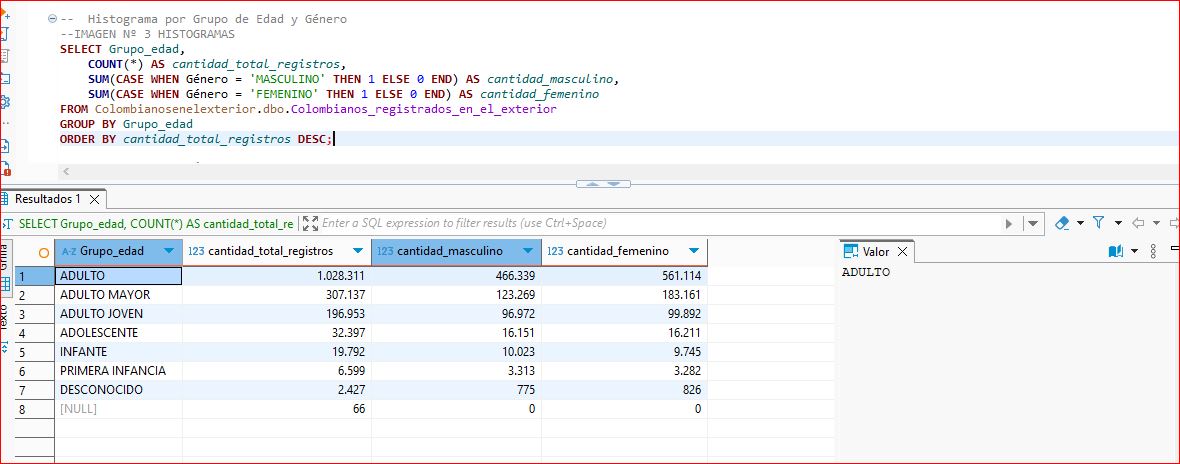 -- Histograma por Grupo de Edad y Género
--IMAGEN Nº 3 HISTOGRAMAS
SELECT Grupo_edad,
COUNT(*) AS cantidad_total_registros,
SUM(CASE WHEN Género = 'MASCULINO' THEN 1 ELSE 0 END) AS cantidad_masculino,
SUM(CASE WHEN Género = 'FEMENINO' THEN 1 ELSE 0 END) AS cantidad_femenino
FROM Colombianosenelexterior.dbo.Colombianos_registrados_en_el_exterior
GROUP BY Grupo_edad
ORDER BY cantidad_total_registros DESC;
Resultados 1
SELECT Grupo_edad, COUNT(*) AS cantidad_total_re Enter a SQL expression to filter results (use Ctrl+Space)
A-Z Grupo_edad 123 cantidad_total_registros 123 cantidad_masculino 123 cantidad_femenino Valor
1 ADULTO 1.028.311 466.339 561.114 ADULTO
2 ADULTO MAYOR 307.137 123.269 183.161
3 ADULTO JOVEN 196.953 96.972 99.892
4 ADOLESCENTE 32.397 16.151 16.211
5 INFANTE 19.792 10.023 9.745
6 PRIMERA INFANCIA 6.599 3.313 3.282
7 DESCONOCIDO 2.427 775 826
8 [NULL] 66 0 0
Texto